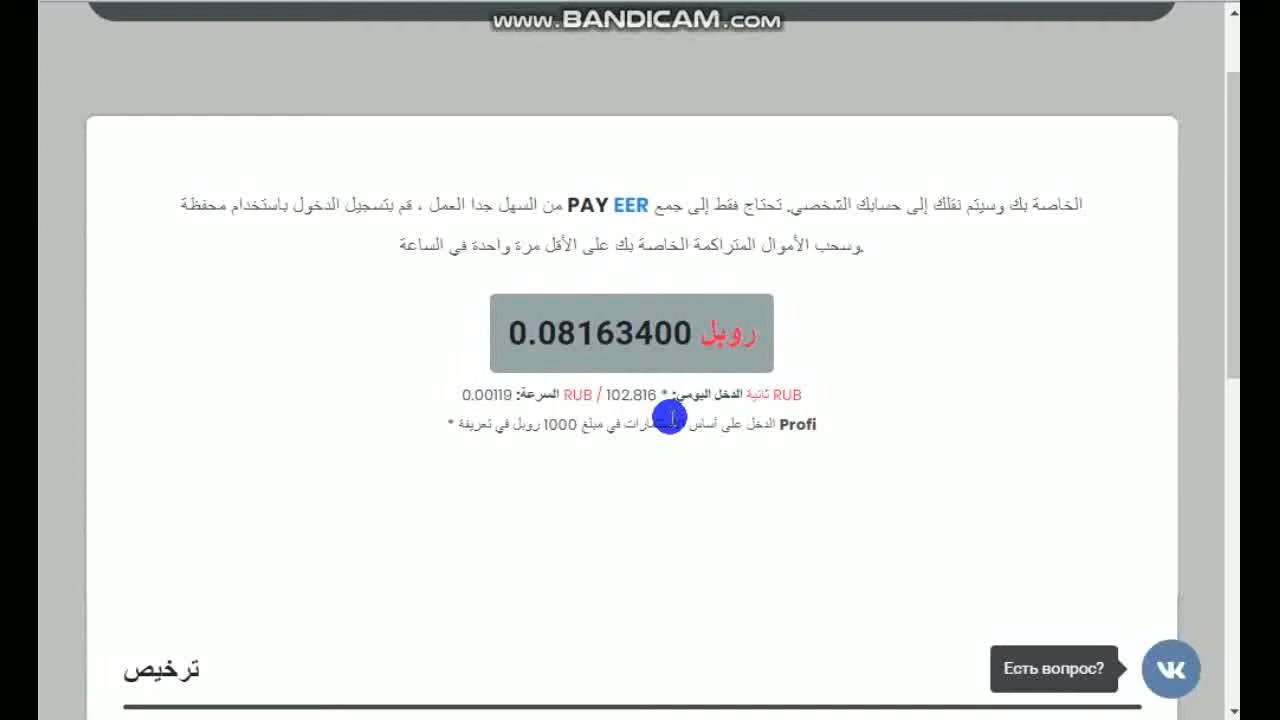 www.BANDICAM.com
الخاصة بك وسيتم نقلك إلى حسابك الشخصي. تحتاج فقط إلى جمع PAYEER من السهل جدا العمل ، قم بتسجيل الدخول باستخدام محفظة
.وسحب الأموال المتراكمة الخاصة بك على الأقل مرة واحدة في الساعة
0.08163400 روبل
0.00119 السرعة: RUB / 102.816 * الدخل اليومي: ثانية RUB
Profi الدخل على أساس الاستثمارات في مبلغ 1000 روبل في تعريفة *
Есть вопрос?
ترخيص